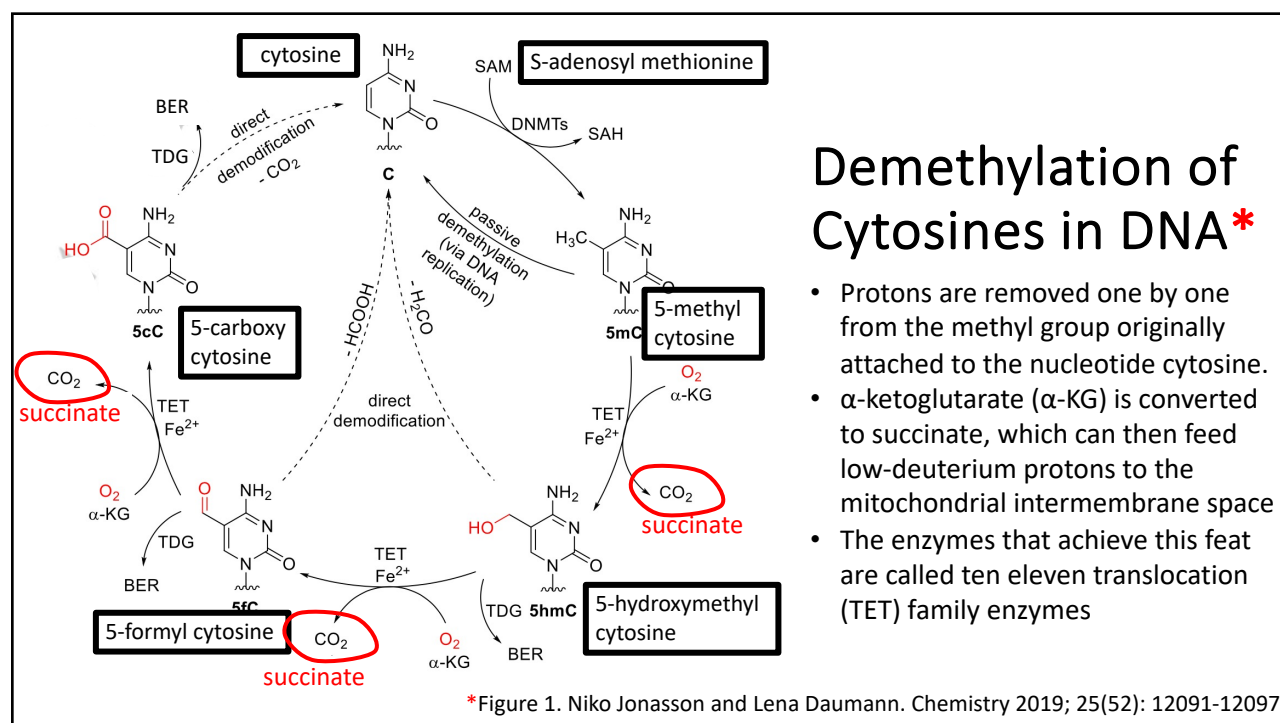 cytosine
NH2
N
N
O
C
SAM
S-adenosyl methionine
DNMTs
SAH
BER
TDG
direct
demodification
- CO2
passive
demethylation
(via DNA
replication)
NH2
H3C
N
N
O
5mC
5-methyl
cytosine
O
HO
NH2
N
N
O
5cC
5-carboxy
cytosine
- HCOOH
- H2CO
direct
demodification
CO2
succinate
TET
Fe2+
O2
α-KG
O2
α-KG
TET
Fe2+
CO2
succinate
O
NH2
N
N
O
5fC
5-formyl cytosine
TDG
BER
TET
Fe2+
CO2
succinate
O2
α-KG
HO
NH2
N
N
O
5hmC
5-hydroxymethyl
cytosine
TDG
BER
Demethylation of
Cytosines in DNA*
• Protons are removed one by one
from the methyl group originally
attached to the nucleotide cytosine.
• α-ketoglutarate (α-KG) is converted
to succinate, which can then feed
low-deuterium protons to the
mitochondrial intermembrane space
• The enzymes that achieve this feat
are called ten eleven translocation
(TET) family enzymes
*Figure 1. Niko Jonasson and Lena Daumann. Chemistry 2019; 25(52): 12091-12097